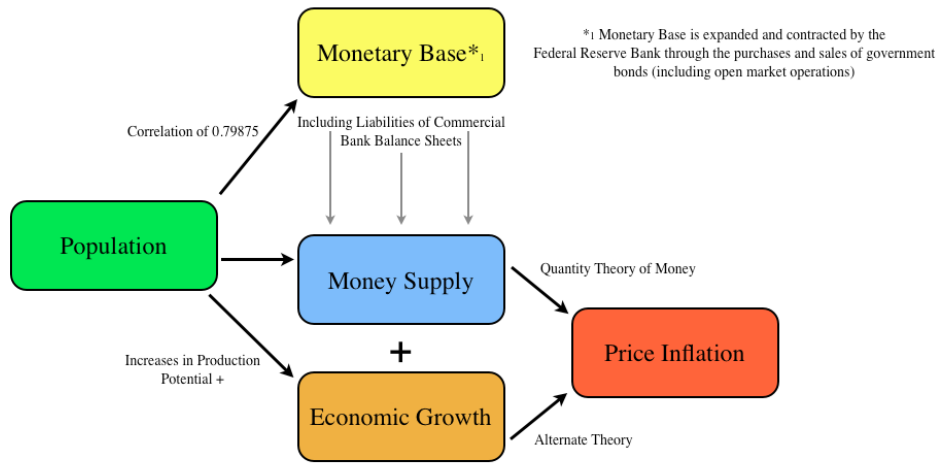 Monetary Base*1
*1 Monetary Base is expanded and contracted by the
Federal Reserve Bank through the purchases and sales of government
bonds (including open market operations)
Correlation of 0.79875
Including Liabilities of Commercial
Bank Balance Sheets
Population
Money Supply
Quantity Theory of Money
+
Price Inflation
Increases in Production
Potential +
Economic Growth
Alternate Theory